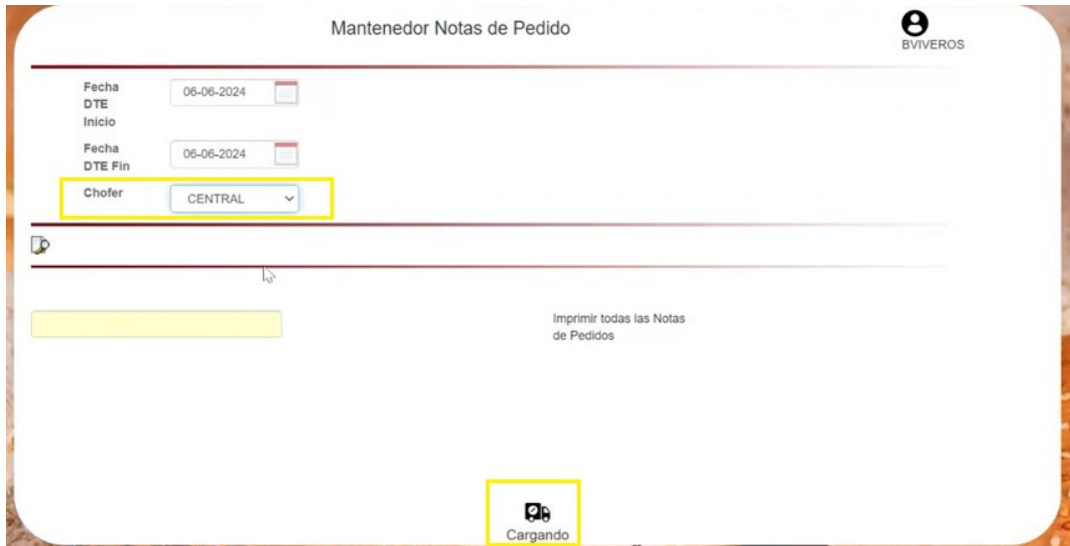 Mantenedor Notas de Pedido
BVIVEROS
Fecha
DTE
Inicio
06-06-2024
Fecha
DTE Fin
06-06-2024
Chofer
CENTRAL
Imprimir todas las Notas
de Pedidos
Cargando